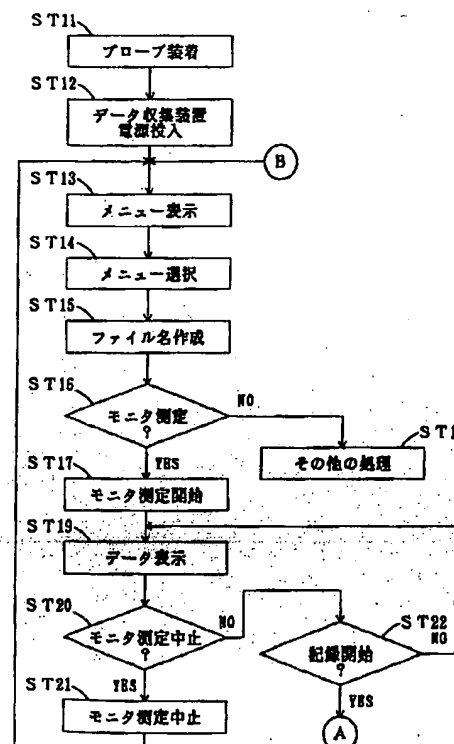 ST11
プローブ装着
ST12
データ収集装置
電源投入
B
ST13
メニュー表示
ST14
メニュー選択
ST15
ファイル名作成
ST16
モニタ測定
?
NO
YES
ST1
その他の処理
ST17
モニタ測定開始
ST19
データ表示
ST20
モニタ測定中止
?
NO
YES
ST22
記録開始
?
NO
YES
ST21
モニタ測定中止
A